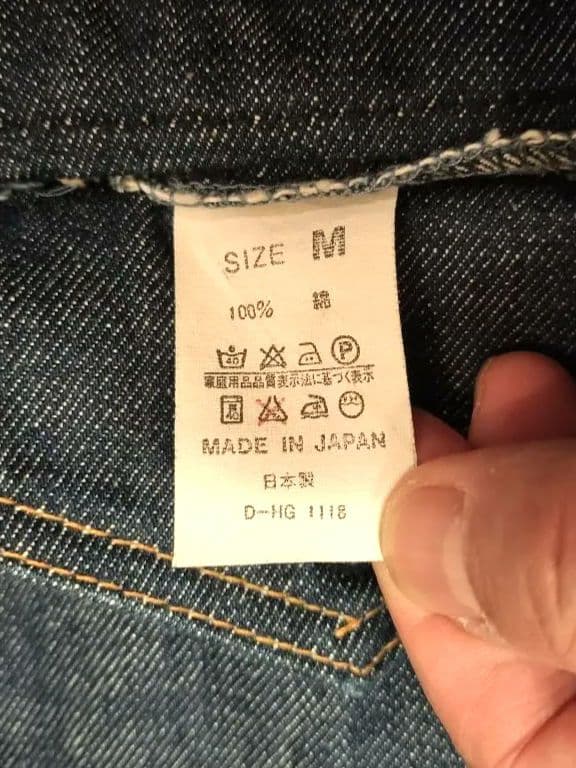 SIZE M
100% 綿
40 P
家庭用品品質表示法に基づく表示
MADE IN JAPAN
日本製
D-HG 1118